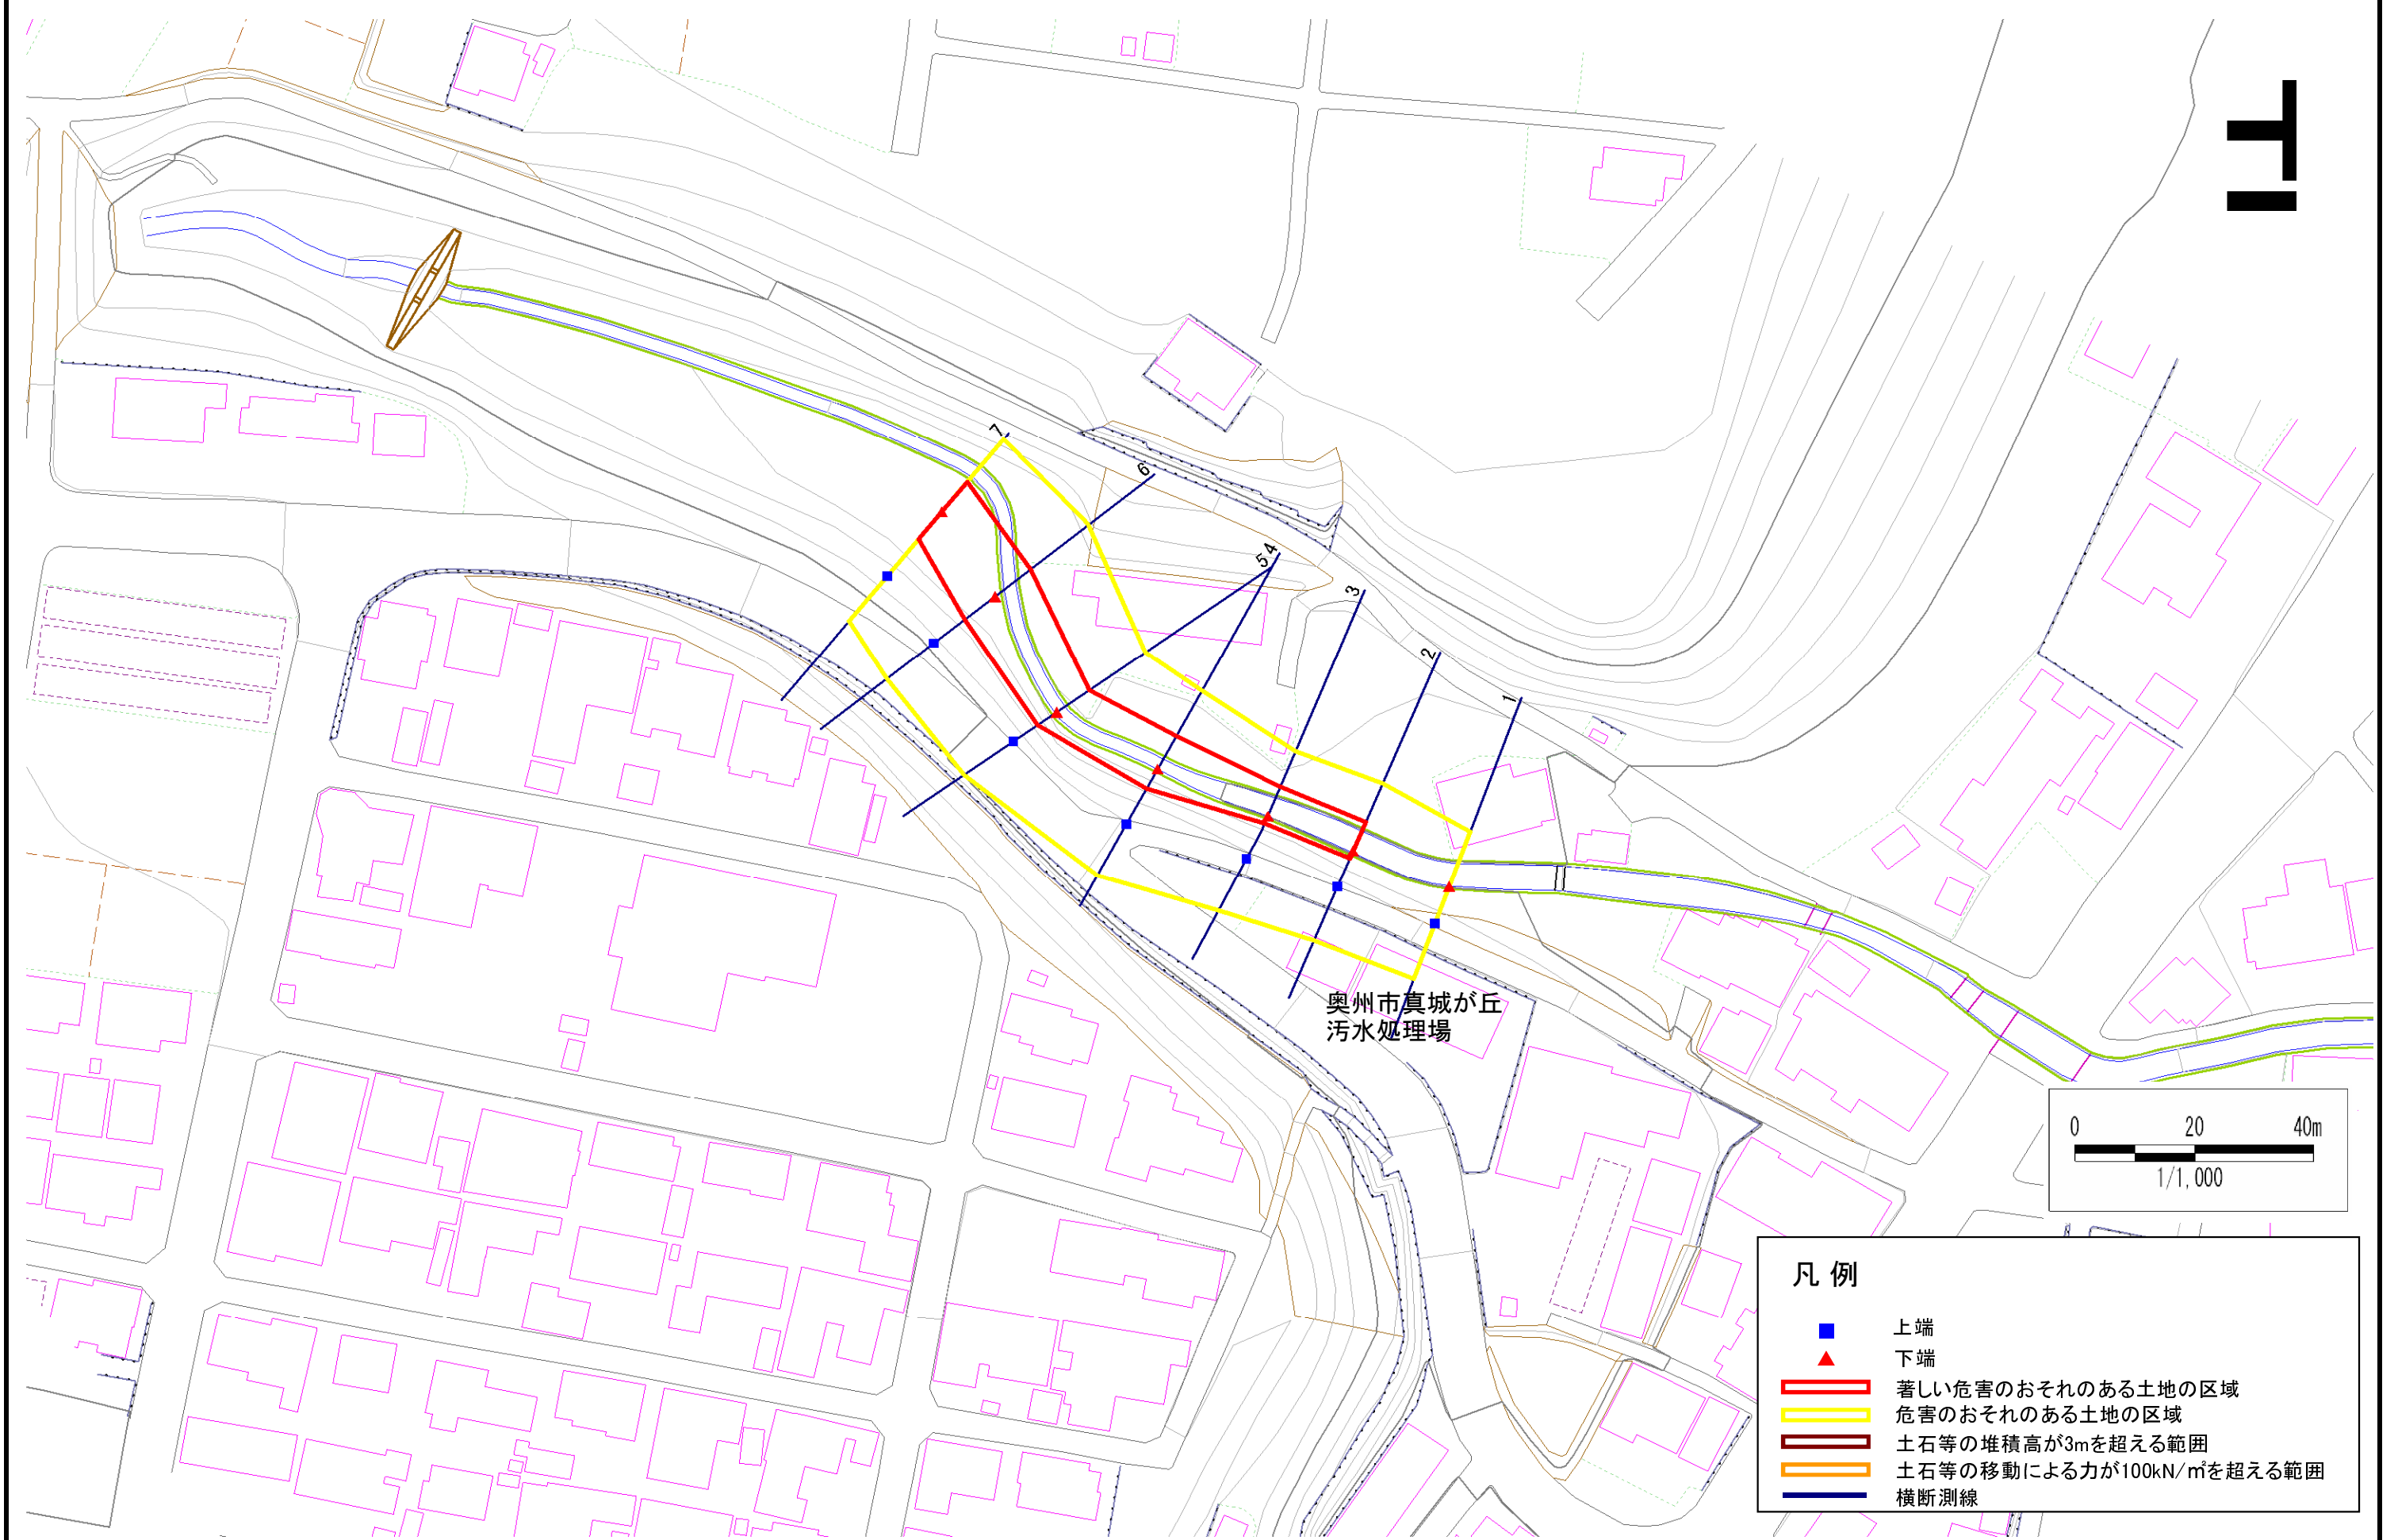 7
6
5 4
3
2
1
奥州市真城が丘
汚水処理場
0 20 40m
1/1,000
凡 例
上端
下端
著しい危害のおそれのある土地の区域
危害のおそれのある土地の区域
土石等の堆積高が3mを超える範囲
土石等の移動による力が100kN/㎡を超える範囲
横断測線